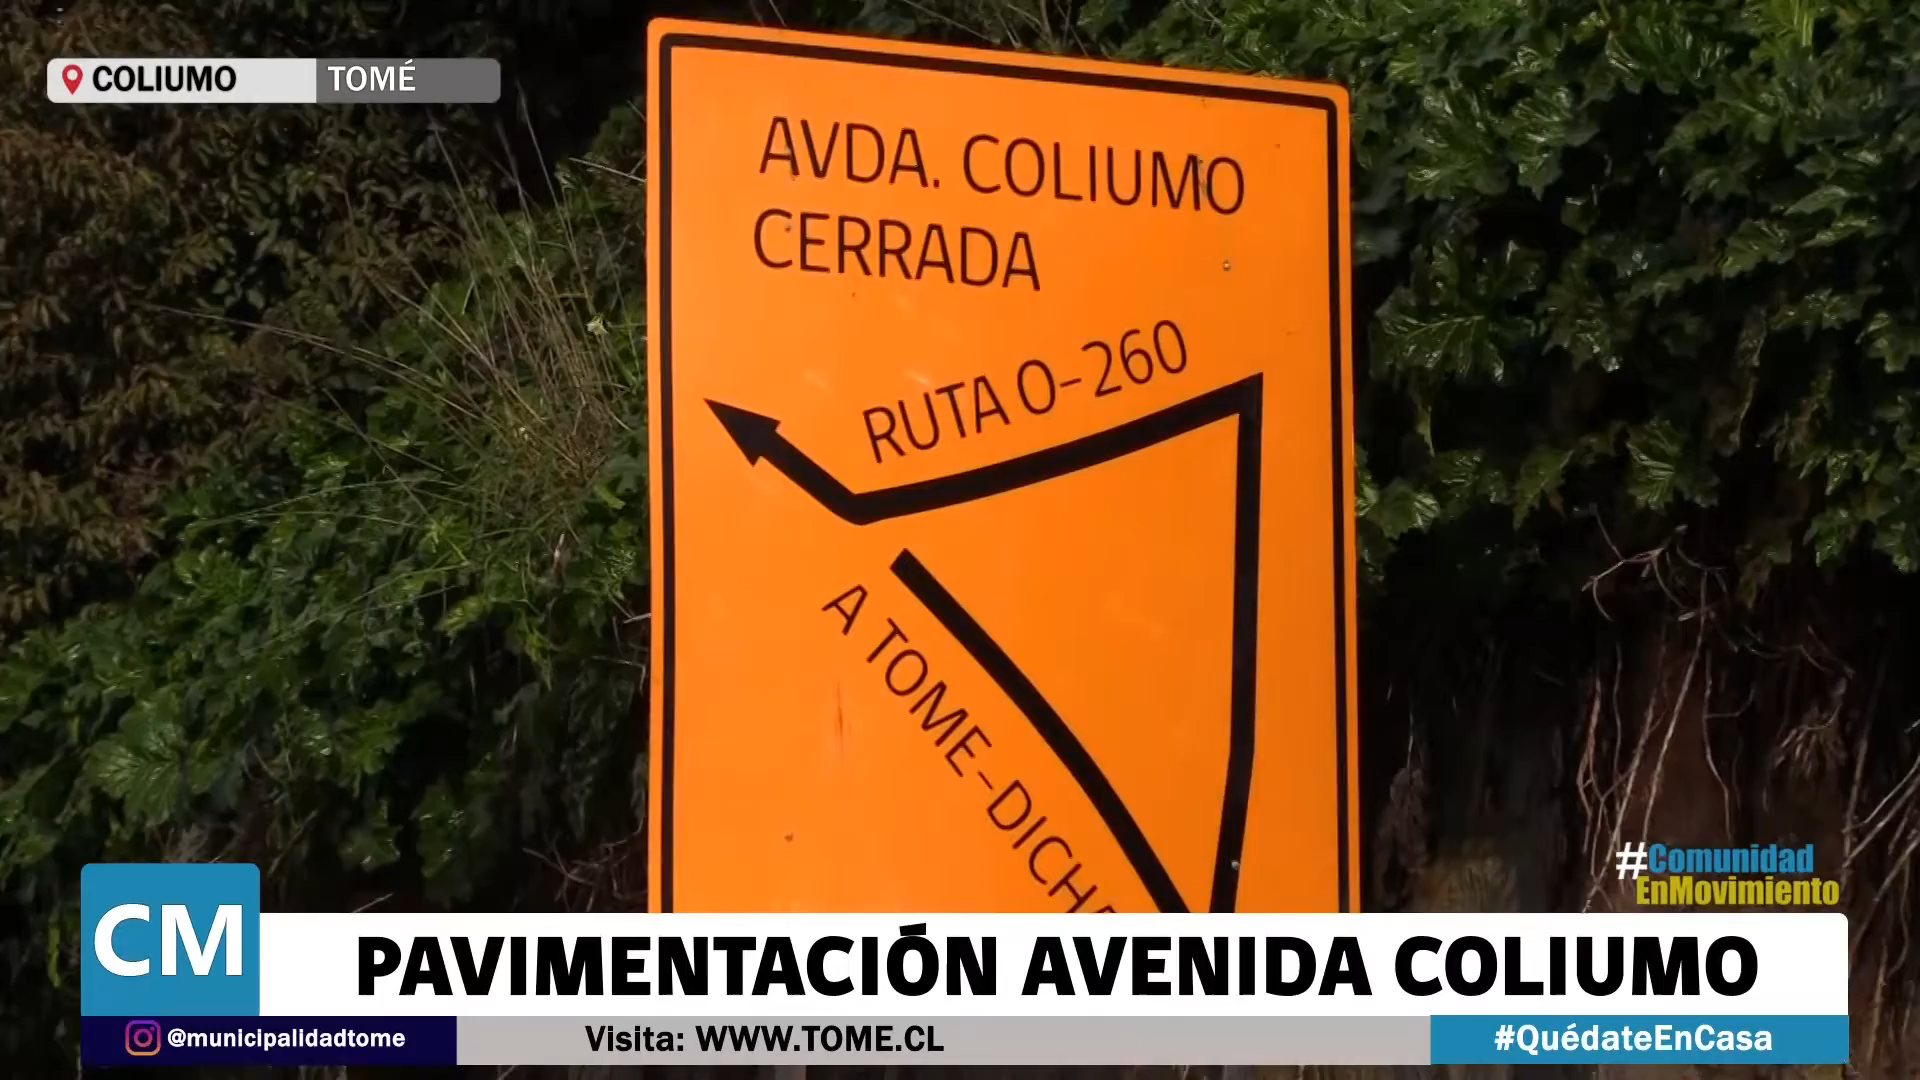 COLIUMO TOMÉ
AVDA. COLIUMO
CERRADA
RUTA O-260
A TOME-DICH
#Comunidad
EnMovimiento
CM
PAVIMENTACIÓN AVENIDA COLIUMO
@municipalidadtome
Visita: WWW.TOME.CL
#QuédateEnCasa